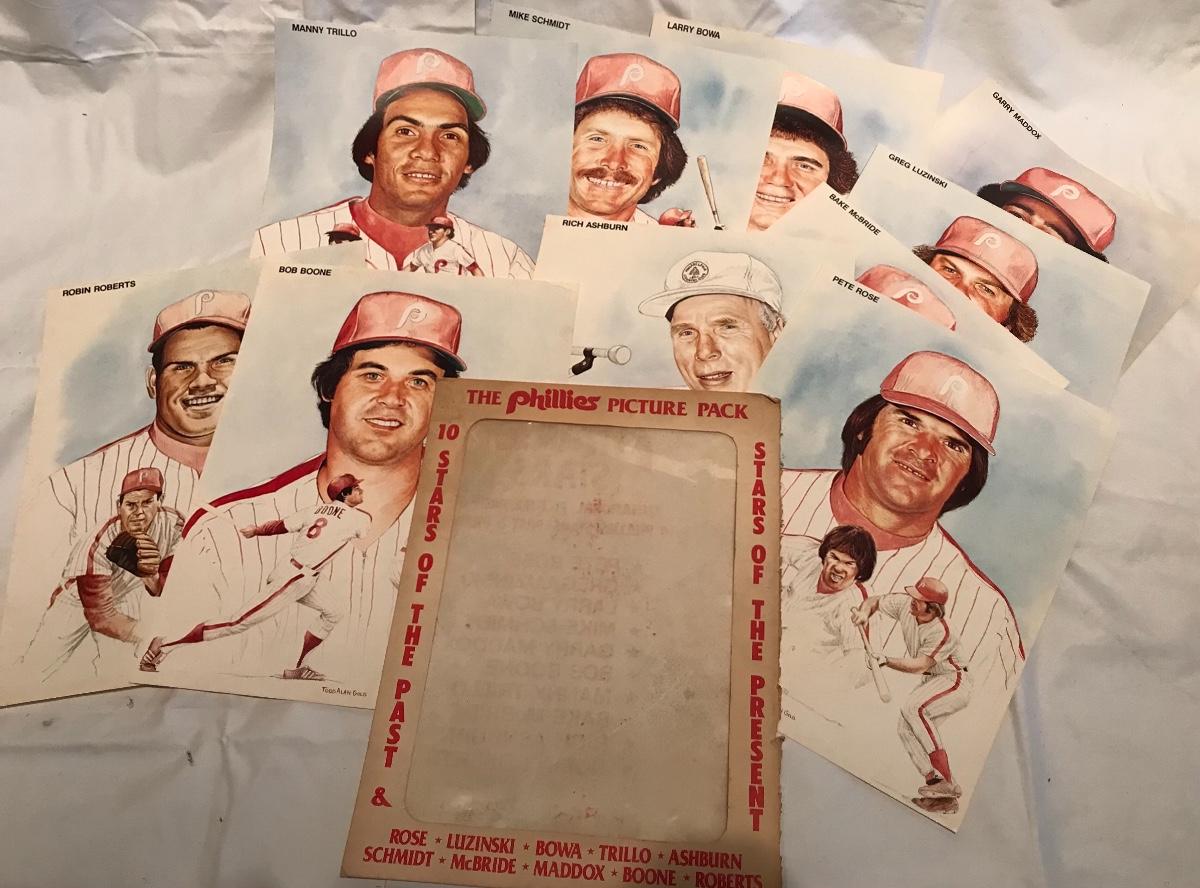 MANNY TRILLO
MIKE SCHMIDT
LARRY BOWA
GARRY MADDOX
GREG LUZINSKI
BAKE McBRIDE
RICH ASHBURN
PETE ROSE
BOB BOONE
ROBIN ROBERTS
BOONE
8
TODD ALAN GOLD
THE Phillies PICTURE PACK
10 STARS OF THE PAST &
STARS OF THE PRESENT
ROSE ★ LUZINSKI ★ BOWA ★ TRILLO ★ ASHBURN
SCHMIDT ★ McBRIDE ★ MADDOX ★ BOONE ★ ROBERTS